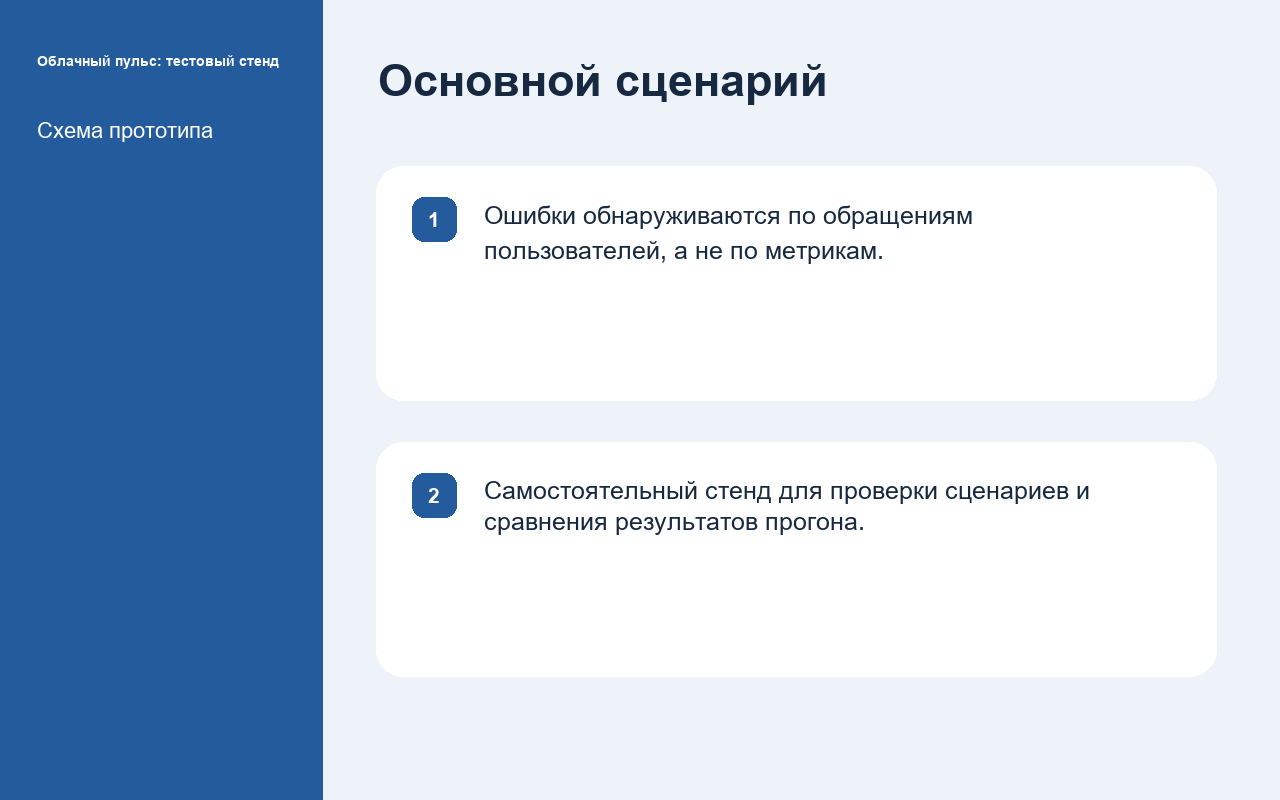 Облачный пульс: тестовый стенд
Схема прототипа
Основной сценарий
1
Ошибки обнаруживаются по обращениям
пользователей, а не по метрикам.
2
Самостоятельный стенд для проверки сценариев и
сравнения результатов прогона.